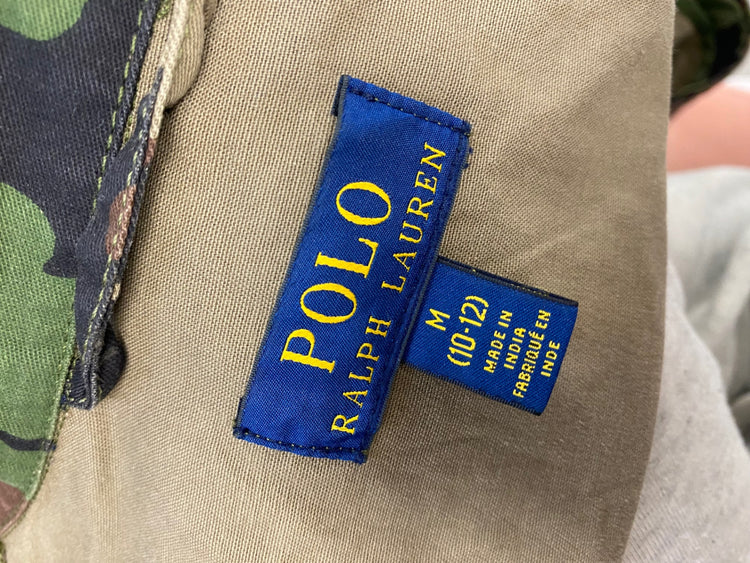 POLO
RALPH LAUREN
M
(10-12)
MADE IN
INDIA
FABRIQUÉ EN
INDE